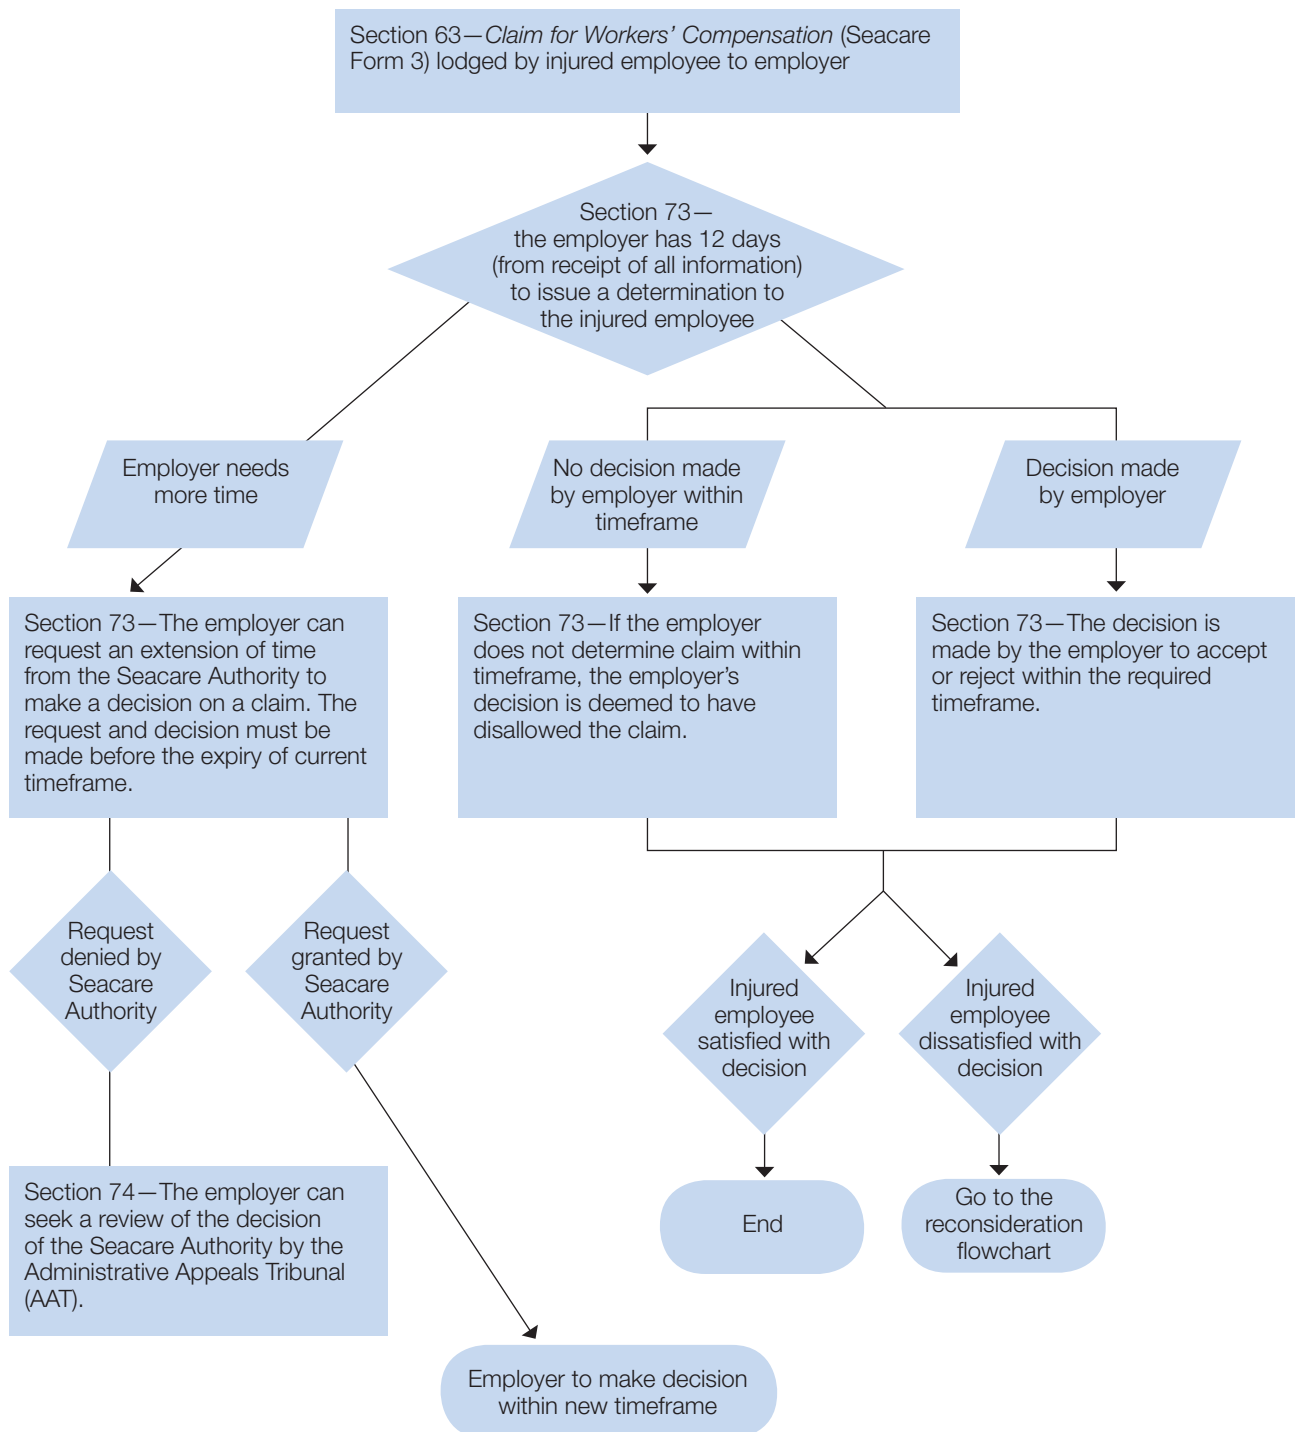 Section 63—Claim for Workers’ Compensation (Seacare
Form 3) lodged by injured employee to employer
Section 73—
the employer has 12 days
(from receipt of all information)
to issue a determination to
the injured employee
Employer needs
more time
No decision made
by employer within
timeframe
Decision made
by employer
Section 73—The employer can
request an extension of time
from the Seacare Authority to
make a decision on a claim. The
request and decision must be
made before the expiry of current
timeframe.
Section 73—If the employer
does not determine claim within
timeframe, the employer’s
decision is deemed to have
disallowed the claim.
Section 73—The decision is
made by the employer to accept
or reject within the required
timeframe.
Request
denied by
Seacare
Authority
Request
granted by
Seacare
Authority
Injured
employee
satisfied with
decision
Injured
employee
dissatisfied with
decision
Section 74—The employer can
seek a review of the decision
of the Seacare Authority by the
Administrative Appeals Tribunal
(AAT).
End
Go to the
reconsideration
flowchart
Employer to make decision
within new timeframe